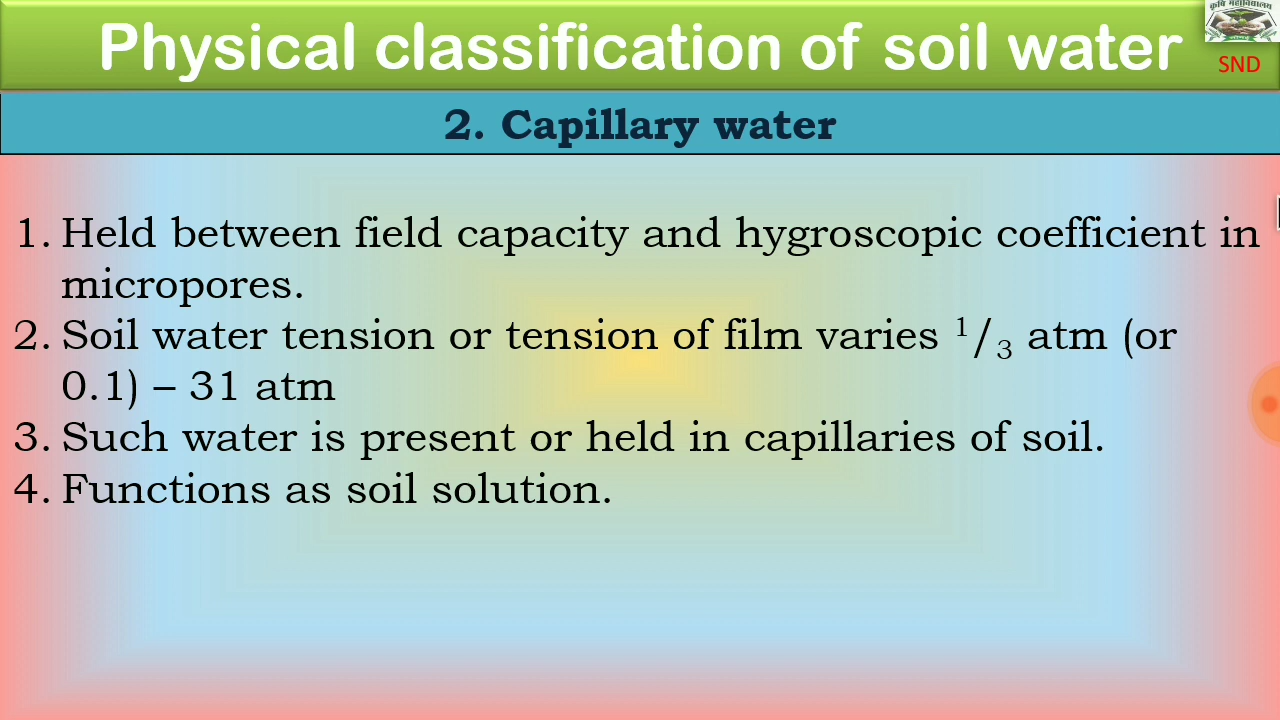 Physical classification of soil water
कृषि महाविद्यालय
SND
2. Capillary water
1. Held between field capacity and hygroscopic coefficient in
micropores.
2. Soil water tension or tension of film varies 1/3 atm (or
0.1) – 31 atm
3. Such water is present or held in capillaries of soil.
4. Functions as soil solution.